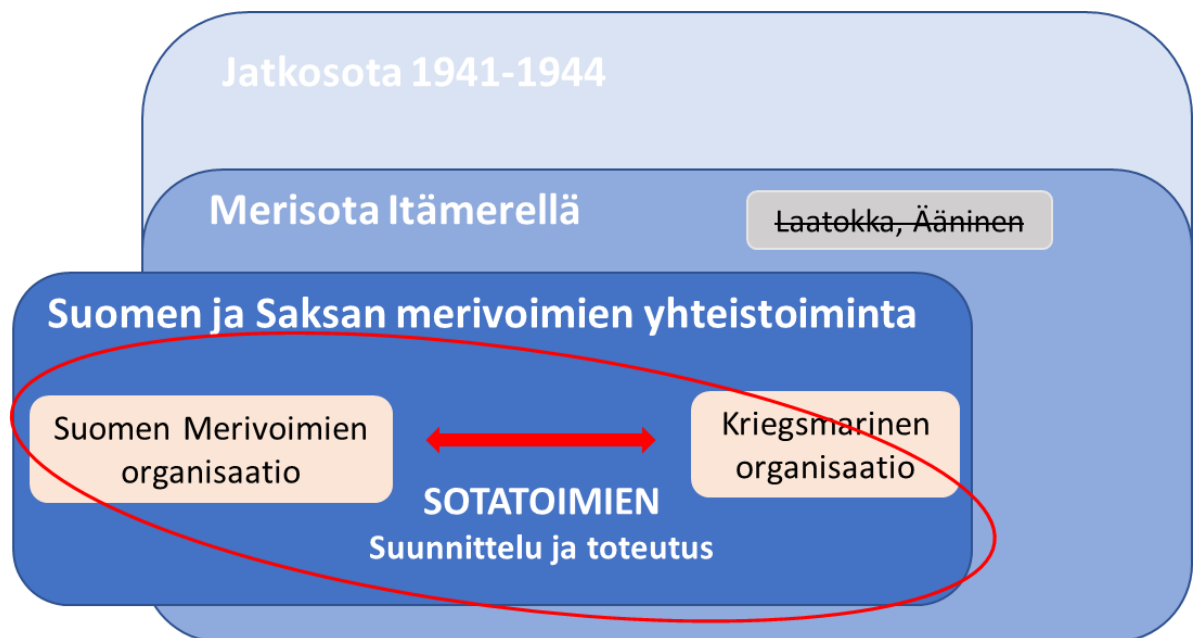 Jatkosota 1941-1944
Merisota Itämerellä
Laatokka, Ääninen
Suomen ja Saksan merivoimien yhteistoiminta
Suomen Merivoimien
organisaatio
Kriegsmarinen
organisaatio
SOTATOIMIEN
Suunnittelu ja toteutus